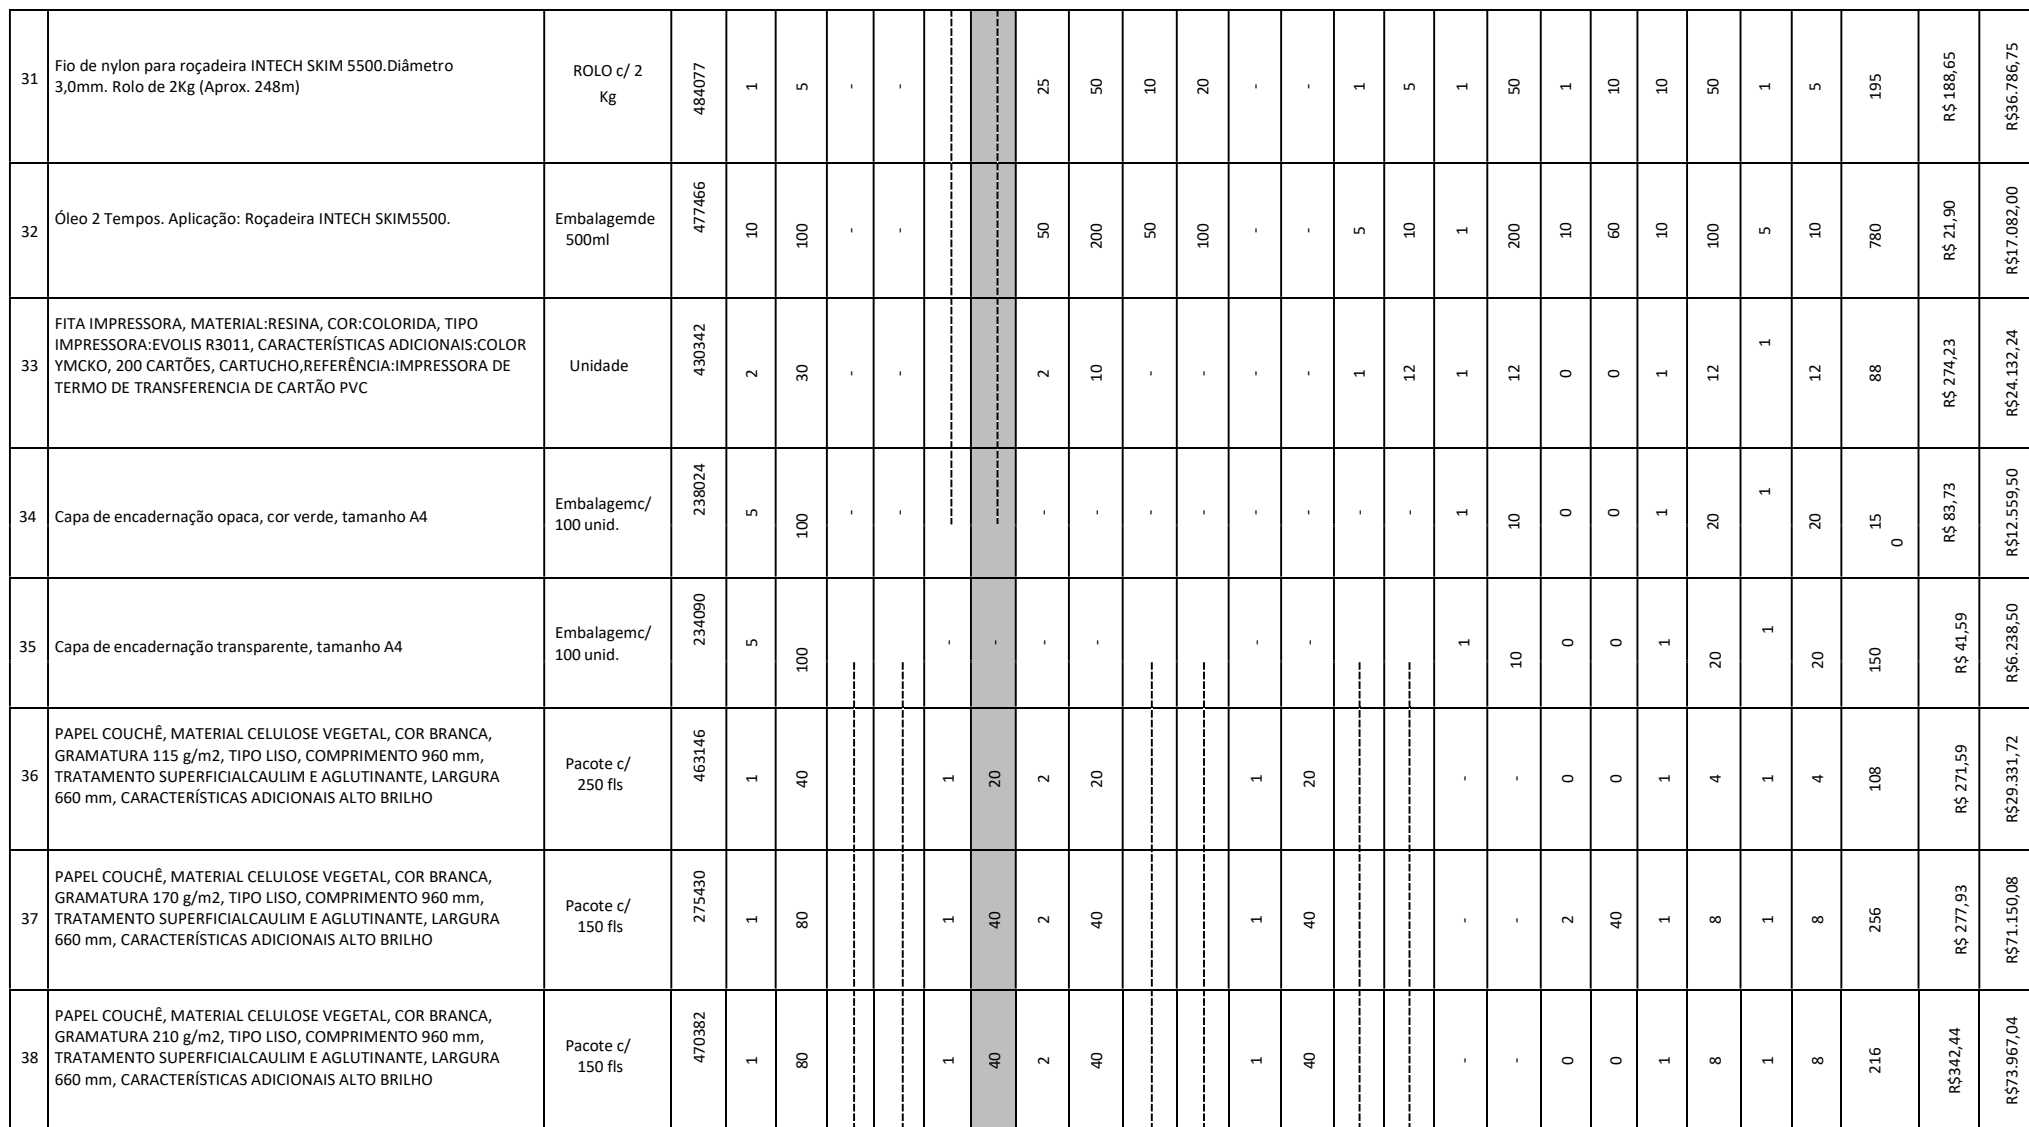 31 Fio de nylon para roçadeira INTECH SKIM 5500.Diâmetro
3,0mm. Rolo de 2Kg (Aprox. 248m)
ROLO c/ 2
Kg
484077 1 5 - - 25 50 10 20 - - 1 5 1 50 1 10 10 50 1 5 195 R$ 188,65 R$36.786,75
32 Óleo 2 Tempos. Aplicação: Roçadeira INTECH SKIM5500.
Embalagemde
500ml
477466 10 100 - - 50 200 50 100 - - 5 10 1 200 10 60 10 100 5 10 780 R$ 21,90 R$17.082,00
33 FITA IMPRESSORA, MATERIAL:RESINA, COR:COLORIDA, TIPO
IMPRESSORA:EVOLIS R3011, CARACTERÍSTICAS ADICIONAIS:COLOR
YMCKO, 200 CARTÕES, CARTUCHO,REFERÊNCIA:IMPRESSORA DE
TERMO DE TRANSFERENCIA DE CARTÃO PVC
Unidade
430342 2 30 - - 2 10 - - - - 1 12 1 12 0 0 1 12 1 12 88 R$ 274,23 R$24.132,24
34 Capa de encadernação opaca, cor verde, tamanho A4
Embalagemc/
100 unid.
238024 5 100 - - - - - - - - - - 1 10 0 0 1 20 1 20 15
0
R$ 83,73 R$12.559,50
35 Capa de encadernação transparente, tamanho A4
Embalagemc/
100 unid.
234090 5 100 - - - - - - 1 10 0 0 1 20 1 20 150 R$ 41,59 R$6.238,50
36 PAPEL COUCHÊ, MATERIAL CELULOSE VEGETAL, COR BRANCA,
GRAMATURA 115 g/m2, TIPO LISO, COMPRIMENTO 960 mm,
TRATAMENTO SUPERFICIALCAULIM E AGLUTINANTE, LARGURA
660 mm, CARACTERÍSTICAS ADICIONAIS ALTO BRILHO
Pacote c/
250 fls
463146 1 40 1 20 2 20 1 20 - - 0 0 1 4 1 4 108 R$ 271,59 R$29.331,72
37 PAPEL COUCHÊ, MATERIAL CELULOSE VEGETAL, COR BRANCA,
GRAMATURA 170 g/m2, TIPO LISO, COMPRIMENTO 960 mm,
TRATAMENTO SUPERFICIALCAULIM E AGLUTINANTE, LARGURA
660 mm, CARACTERÍSTICAS ADICIONAIS ALTO BRILHO
Pacote c/
150 fls
275430 1 80 1 40 2 40 1 40 - - 2 40 1 8 1 8 256 R$ 277,93 R$71.150,08
38 PAPEL COUCHÊ, MATERIAL CELULOSE VEGETAL, COR BRANCA,
GRAMATURA 210 g/m2, TIPO LISO, COMPRIMENTO 960 mm,
TRATAMENTO SUPERFICIALCAULIM E AGLUTINANTE, LARGURA
660 mm, CARACTERÍSTICAS ADICIONAIS ALTO BRILHO
Pacote c/
150 fls
470382 1 80 1 40 2 40 1 40 - - 0 0 1 8 1 8 216 R$342,44 R$73.967,04